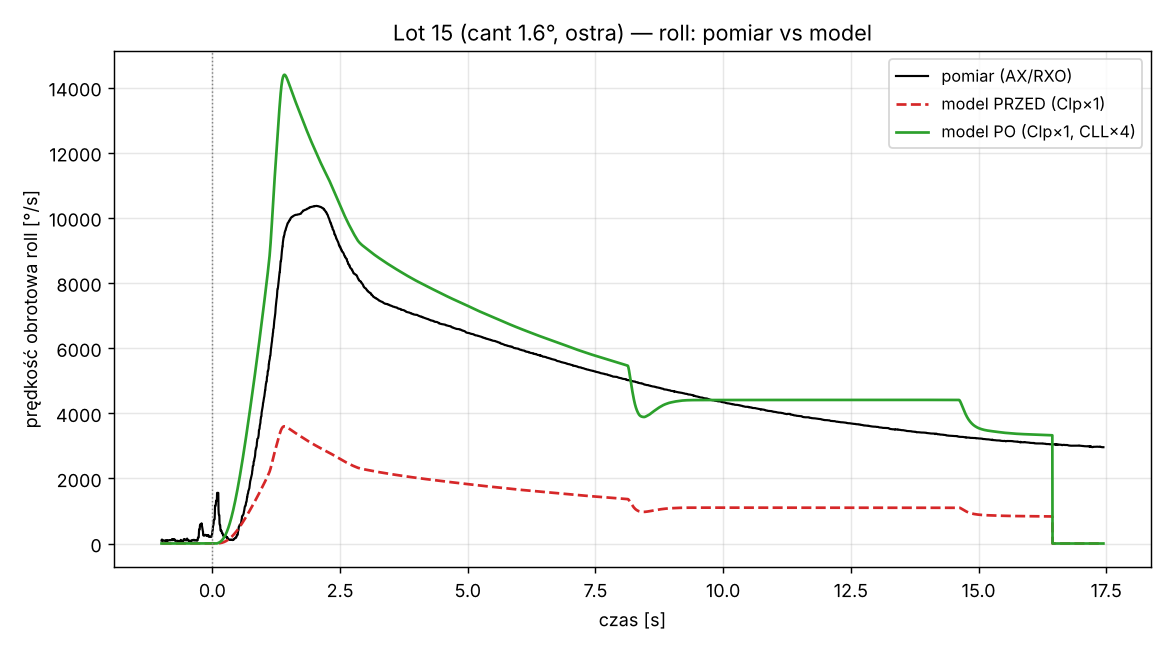 Lot 15 (cant 1.6°, ostra) — roll: pomiar vs model
pomiar (AX/RXO)
model PRZED (Clp×1)
model PO (Clp×1, CLL×4)
prędkość obrotowa roll [°/s]
14000
12000
10000
8000
6000
4000
2000
0
0.0 2.5 5.0 7.5 10.0 12.5 15.0 17.5
czas [s]